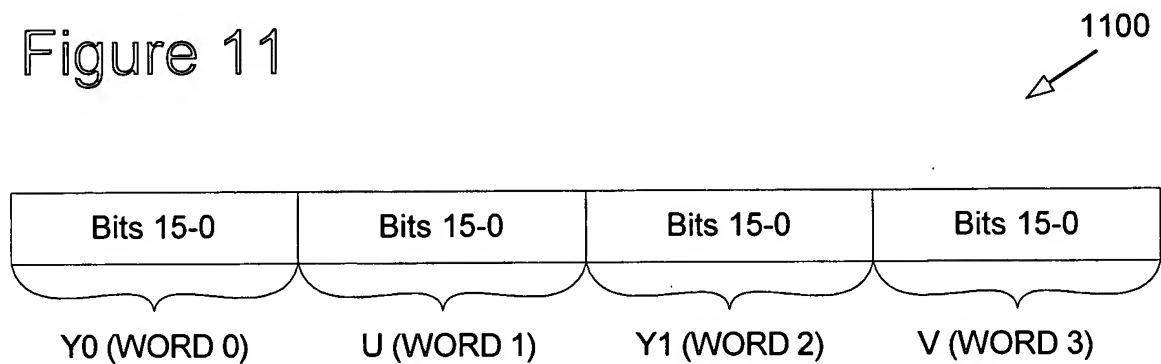 Figure 11
1100
Bits 15-0 Bits 15-0 Bits 15-0 Bits 15-0
Y0 (WORD 0) U (WORD 1) Y1 (WORD 2) V (WORD 3)